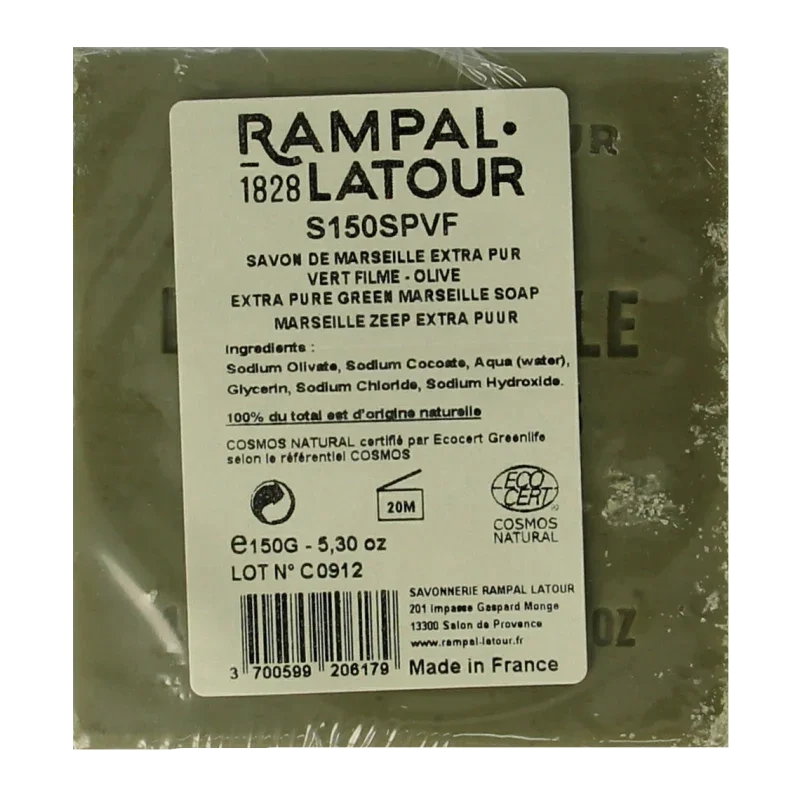 RAMPAL·
1828 LATOUR
S150SPVF
SAVON DE MARSEILLE EXTRA PUR
VERT FILME - OLIVE
EXTRA PURE GREEN MARSEILLE SOAP
MARSEILLE ZEEP EXTRA PUUR
Ingredients :
Sodium Olivate, Sodium Cocoate, Aqua (water),
Glycerin, Sodium Chloride, Sodium Hydroxide.
100% du total est d'origine naturelle
COSMOS NATURAL certifié par Ecocert Greenlife
selon le référentiel COSMOS
20M
ECO
CERT
COSMOS
NATURAL
e150G - 5,30 oz
LOT N° C0912
SAVONNERIE RAMPAL LATOUR
201 Impasse Gaspard Monge
13300 Salon de Provence
www.rampal-latour.fr
Made in France
3 700599 206179
UR
LE
OZ